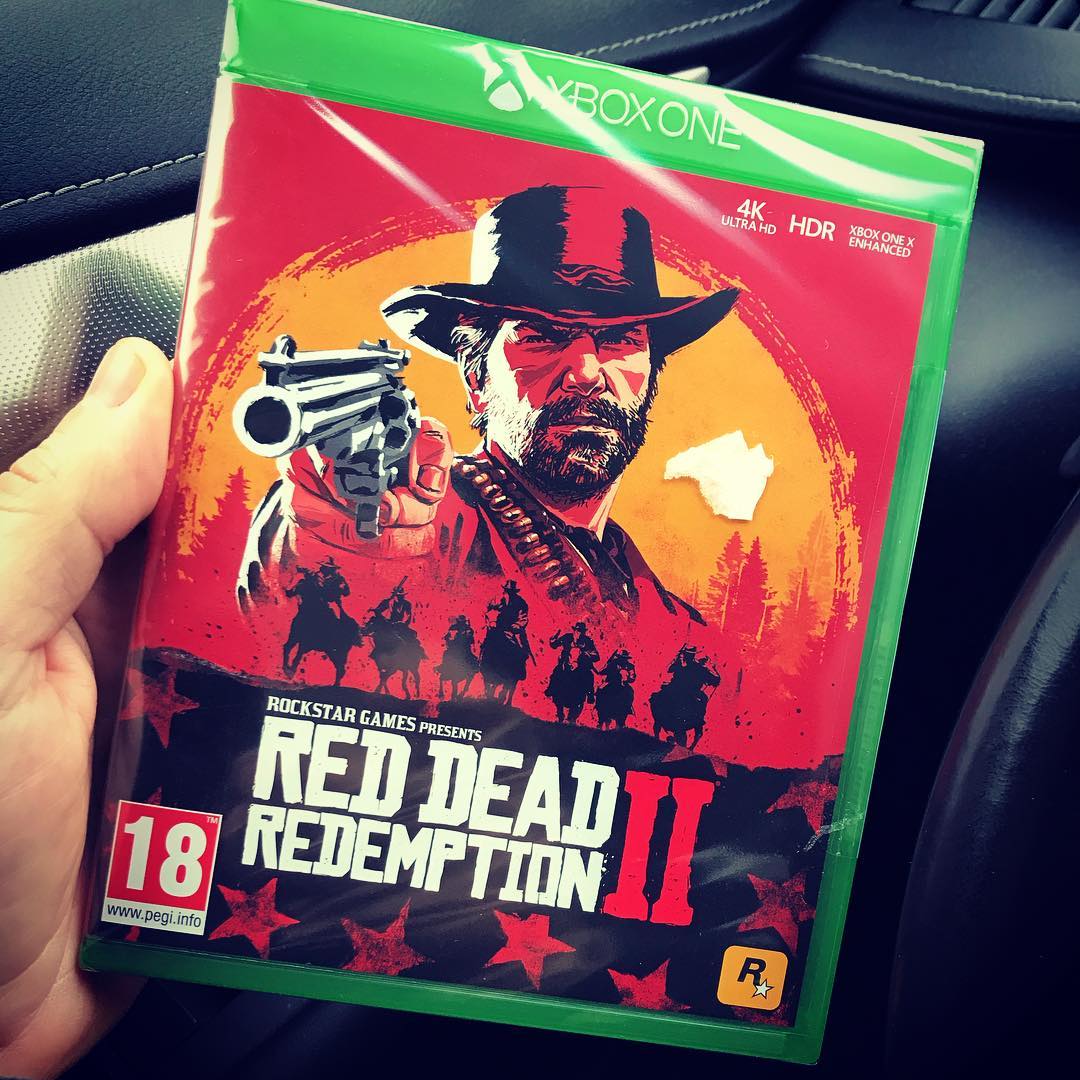 XBOX ONE
4K
ULTRA HD
HDR
XBOX ONE X
ENHANCED
ROCKSTAR GAMES PRESENTS
RED DEAD
REDEMPTION II
18™
www.pegi.info
R